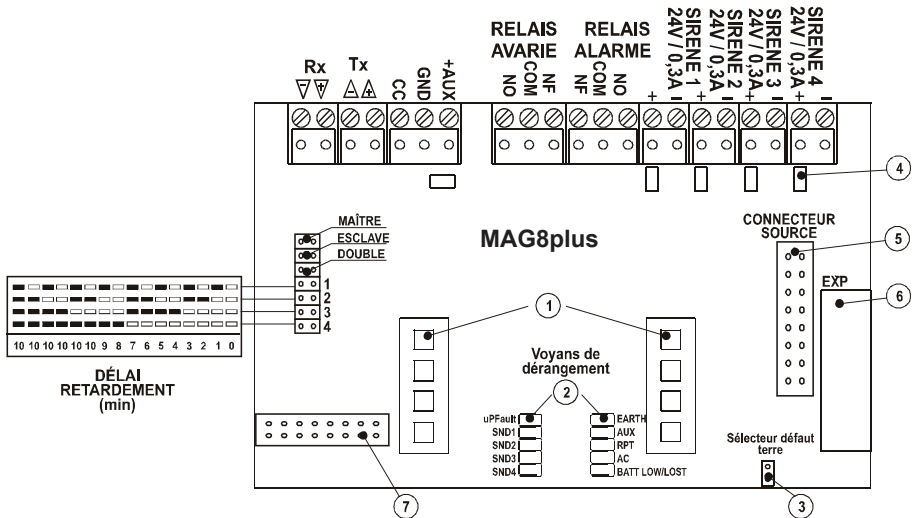 Rx
Tx
CC
GND
+AUX
RELAIS
AVARIE
NO
COM
NF
RELAIS
ALARME
NF
COM
NO
SIRENE 1
24V / 0,3A
+
-
SIRENE 2
24V / 0,3A
+
-
SIRENE 3
24V / 0,3A
+
-
SIRENE 4
24V / 0,3A
+
-
4
MAÎTRE
ESCLAVE
DOUBLE
MAG8plus
CONNECTEUR
SOURCE
5
1
2
3
4
EXP
6
10 10 10 10 10 10 9 8 7 6 5 4 3 2 1 0
DÉLAI
RETARDEMENT
(min)
1
Voyans de
dérangement
2
uPFault
SND1
SND2
SND3
SND4
EARTH
AUX
RPT
AC
BATT LOW/LOST
Sélecteur défaut
terre
3
7